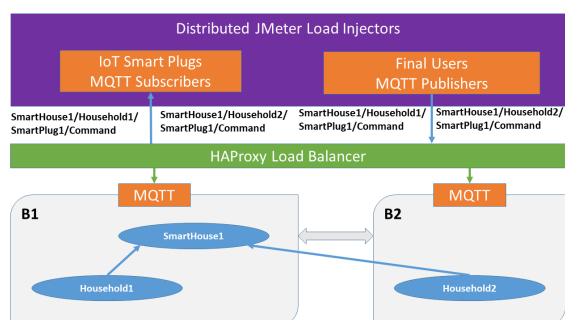 Distributed JMeter Load Injectors
IoT Smart Plugs
MQTT Subscribers
Final Users
MQTT Publishers
SmartHouse1/Household1/
SmartPlug1/Command
SmartHouse1/Household2/
SmartPlug1/Command
SmartHouse1/Household1/
SmartPlug1/Command
SmartHouse1/Household2/
SmartPlug1/Command
HAProxy Load Balancer
MQTT
MQTT
B1
SmartHouse1
Household1
B2
Household2